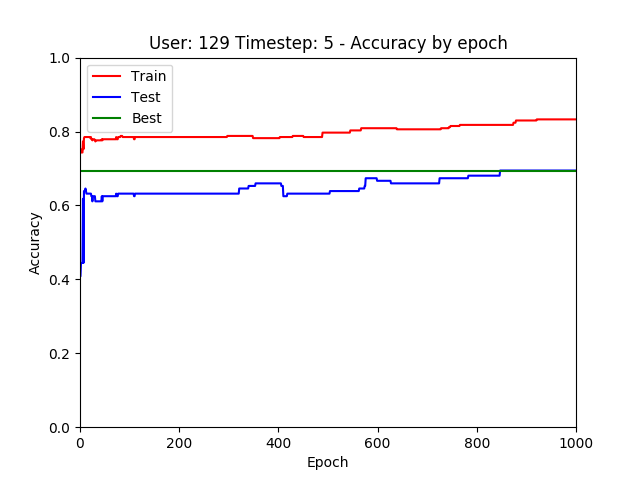 User: 129 Timestep: 5 - Accuracy by epoch
1.0
0.8
0.6
0.4
0.2
0.0
Accuracy
Train
Test
Best
0 200 400 600 800 1000
Epoch